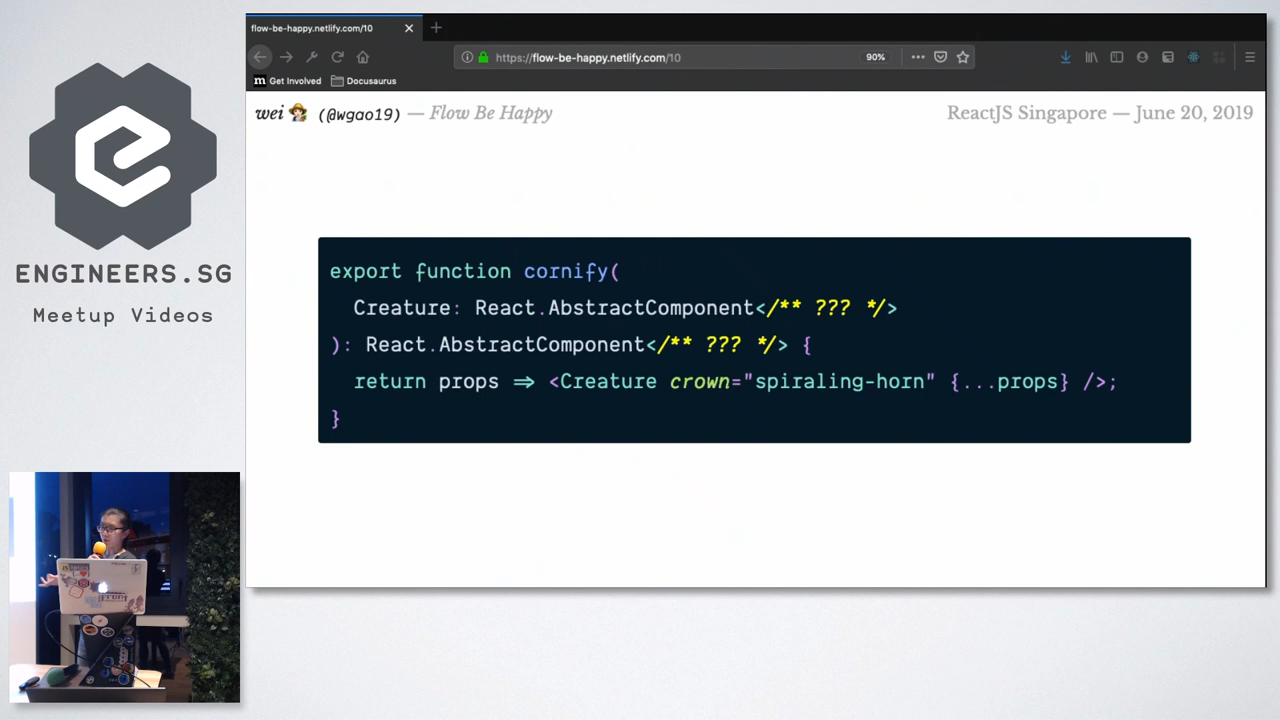 flow-be-happy.netlify.com/10
https://flow-be-happy.netlify.com/10
90%
m Get Involved
Docusaurus
wei (@wgao19) — Flow Be Happy
ReactJS Singapore — June 20, 2019
ENGINEERS.SG
Meetup Videos
export function cornify(
Creature: React.AbstractComponent</** ??? */>
): React.AbstractComponent</** ??? */> {
return props => <Creature crown="spiraling-horn" {...props} />;
}